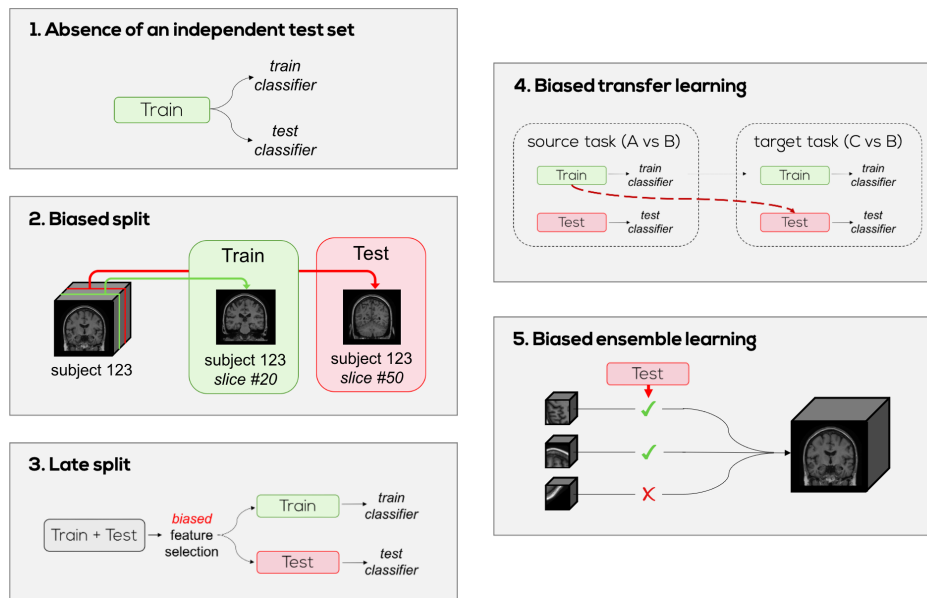 1. Absence of an independent test set
Train
train
classifier
test
classifier
2. Biased split
Train
Test
subject 123
subject 123
slice #20
subject 123
slice #50
3. Late split
Train + Test
biased
feature
selection
Train
train
classifier
Test
test
classifier
4. Biased transfer learning
source task (A vs B)
target task (C vs B)
Train
train
classifier
Train
train
classifier
Test
test
classifier
Test
test
classifier
5. Biased ensemble learning
Test